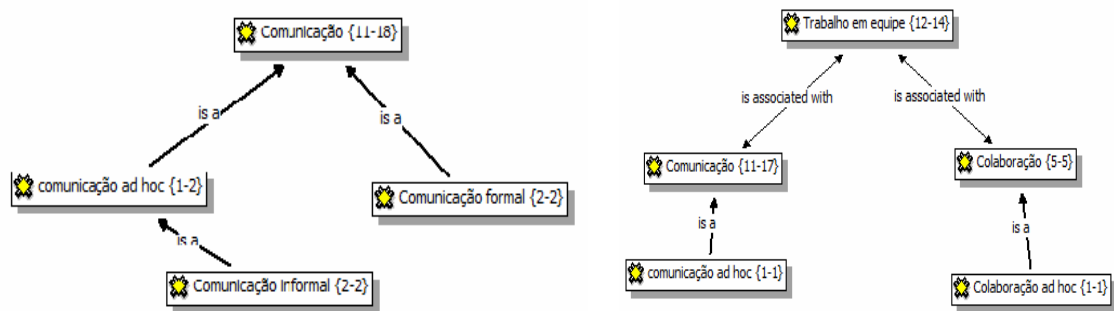 Comunicação {11-18}
is a
is a
comunicação ad hoc {1-2}
Comunicação formal {2-2}
is a
Comunicação informal {2-2}
Trabalho em equipe {12-14}
is associated with
is associated with
Comunicação {11-17}
Colaboração {5-5}
is a
is a
comunicação ad hoc {1-1}
Colaboração ad hoc {1-1}